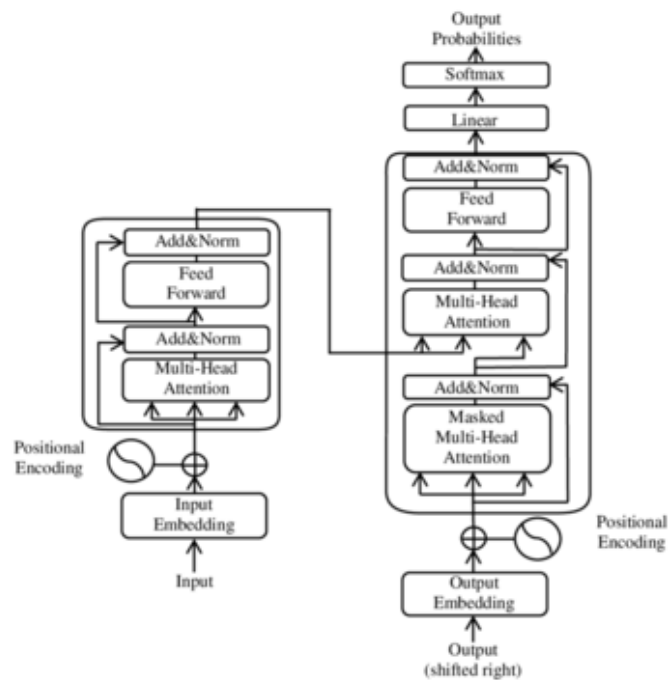 Output
Probabilities
Softmax
Linear
Add&Norm
Feed
Forward
Add&Norm
Multi-Head
Attention
Add&Norm
Masked
Multi-Head
Attention
Positional
Encoding
Output
Embedding
Output
(shifted right)
Add&Norm
Feed
Forward
Add&Norm
Multi-Head
Attention
Positional
Encoding
Input
Embedding
Input